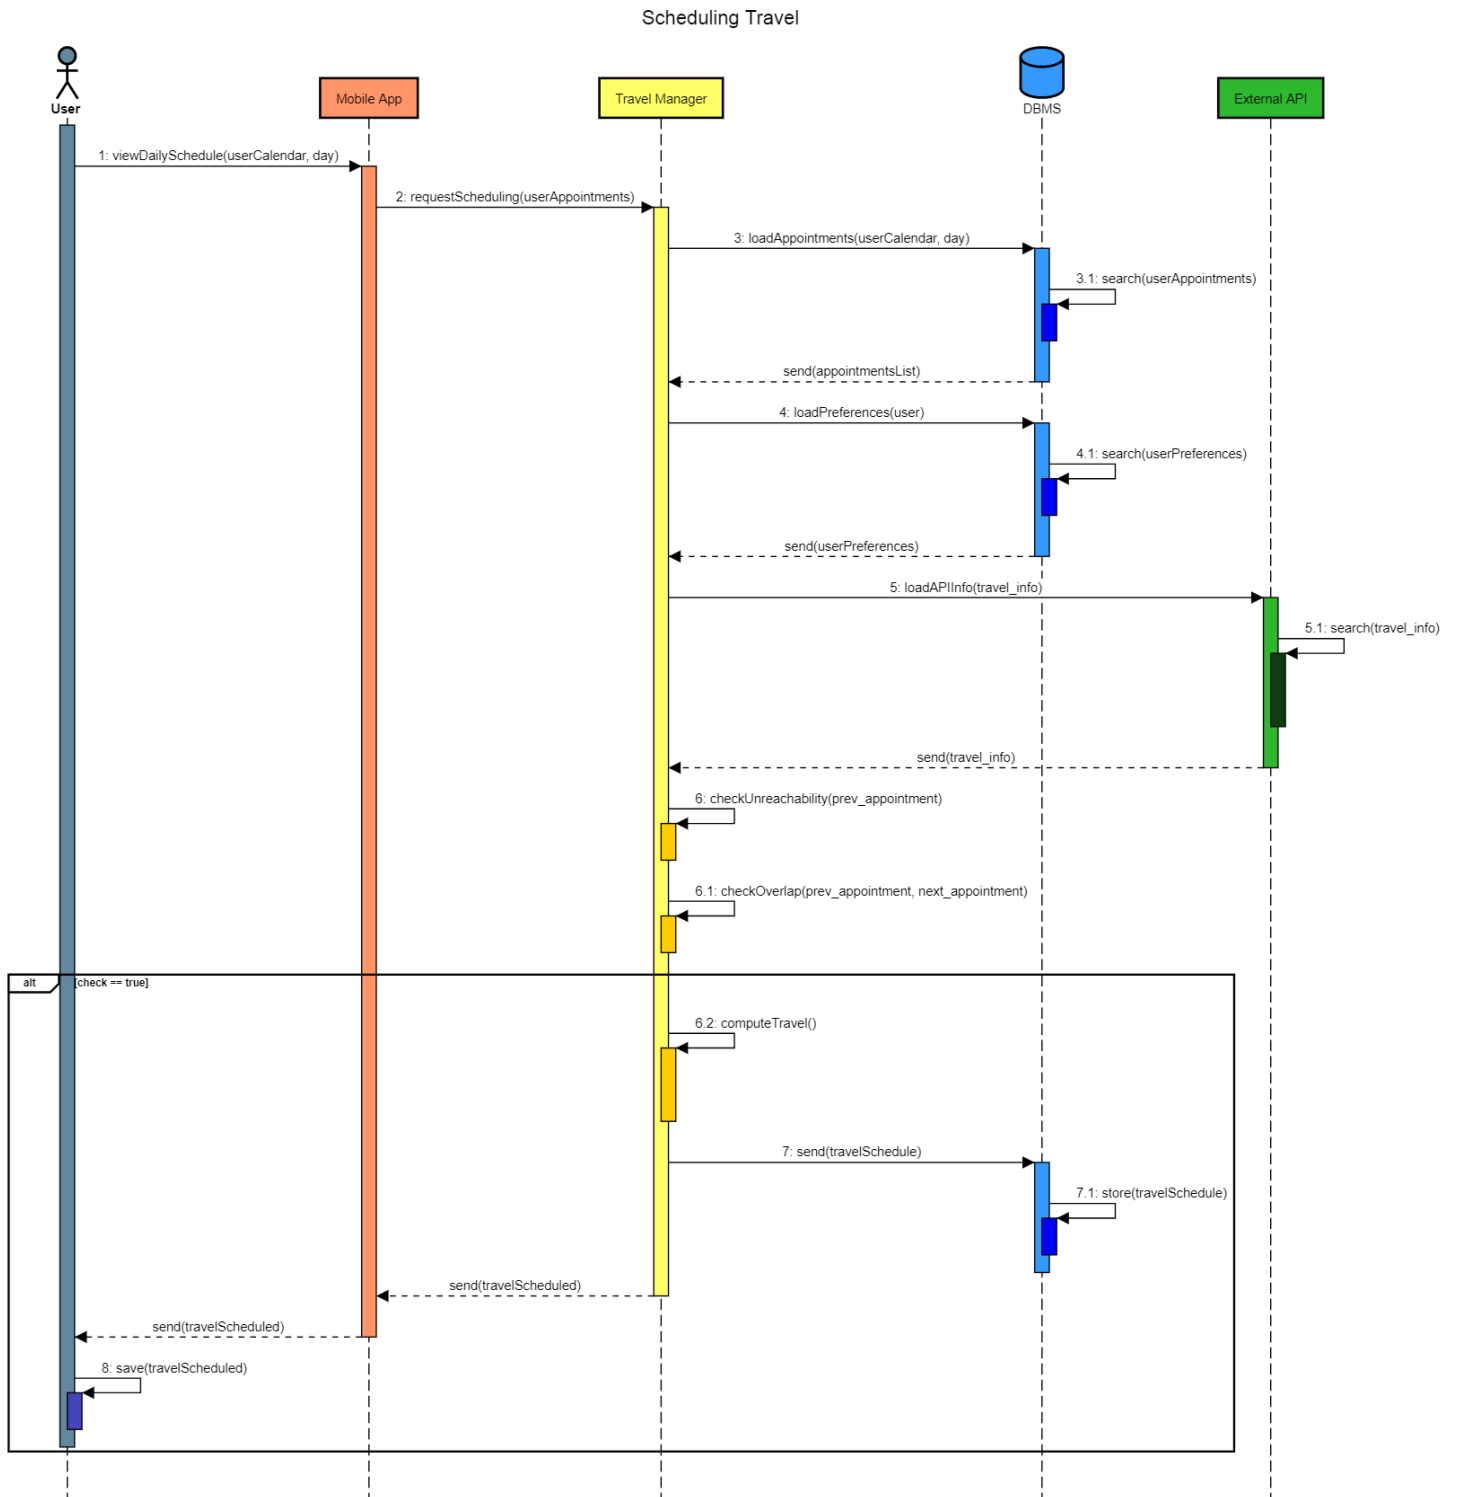 Scheduling Travel
User
Mobile App
Travel Manager
DBMS
External API
1: viewDailySchedule(userCalendar, day)
2: requestScheduling(userAppointments)
3: loadAppointments(userCalendar, day)
3.1: search(userAppointments)
send(appointmentsList)
4: loadPreferences(user)
4.1: search(userPreferences)
send(userPreferences)
5: loadAPIInfo(travel_info)
5.1: search(travel_info)
send(travel_info)
6: checkUnreachability(prev_appointment)
6.1: checkOverlap(prev_appointment, next_appointment)
alt [check == true]
6.2: computeTravel()
7: send(travelSchedule)
7.1: store(travelSchedule)
send(travelScheduled)
send(travelScheduled)
8: save(travelScheduled)